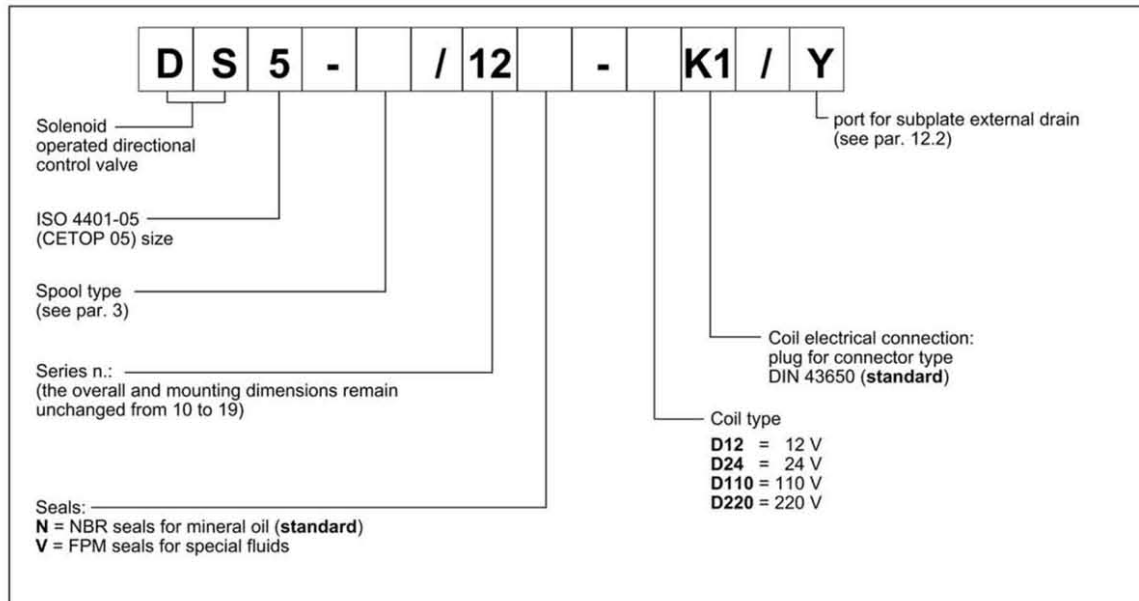 D S 5 - / 12 - K1 / Y
Solenoid
operated directional
control valve
port for subplate external drain
(see par. 12.2)
ISO 4401-05
(CETOP 05) size
Spool type
(see par. 3)
Coil electrical connection:
plug for connector type
DIN 43650 (standard)
Series n.:
(the overall and mounting dimensions remain
unchanged from 10 to 19)
Coil type
D12 = 12 V
D24 = 24 V
D110 = 110 V
D220 = 220 V
Seals:
N = NBR seals for mineral oil (standard)
V = FPM seals for special fluids